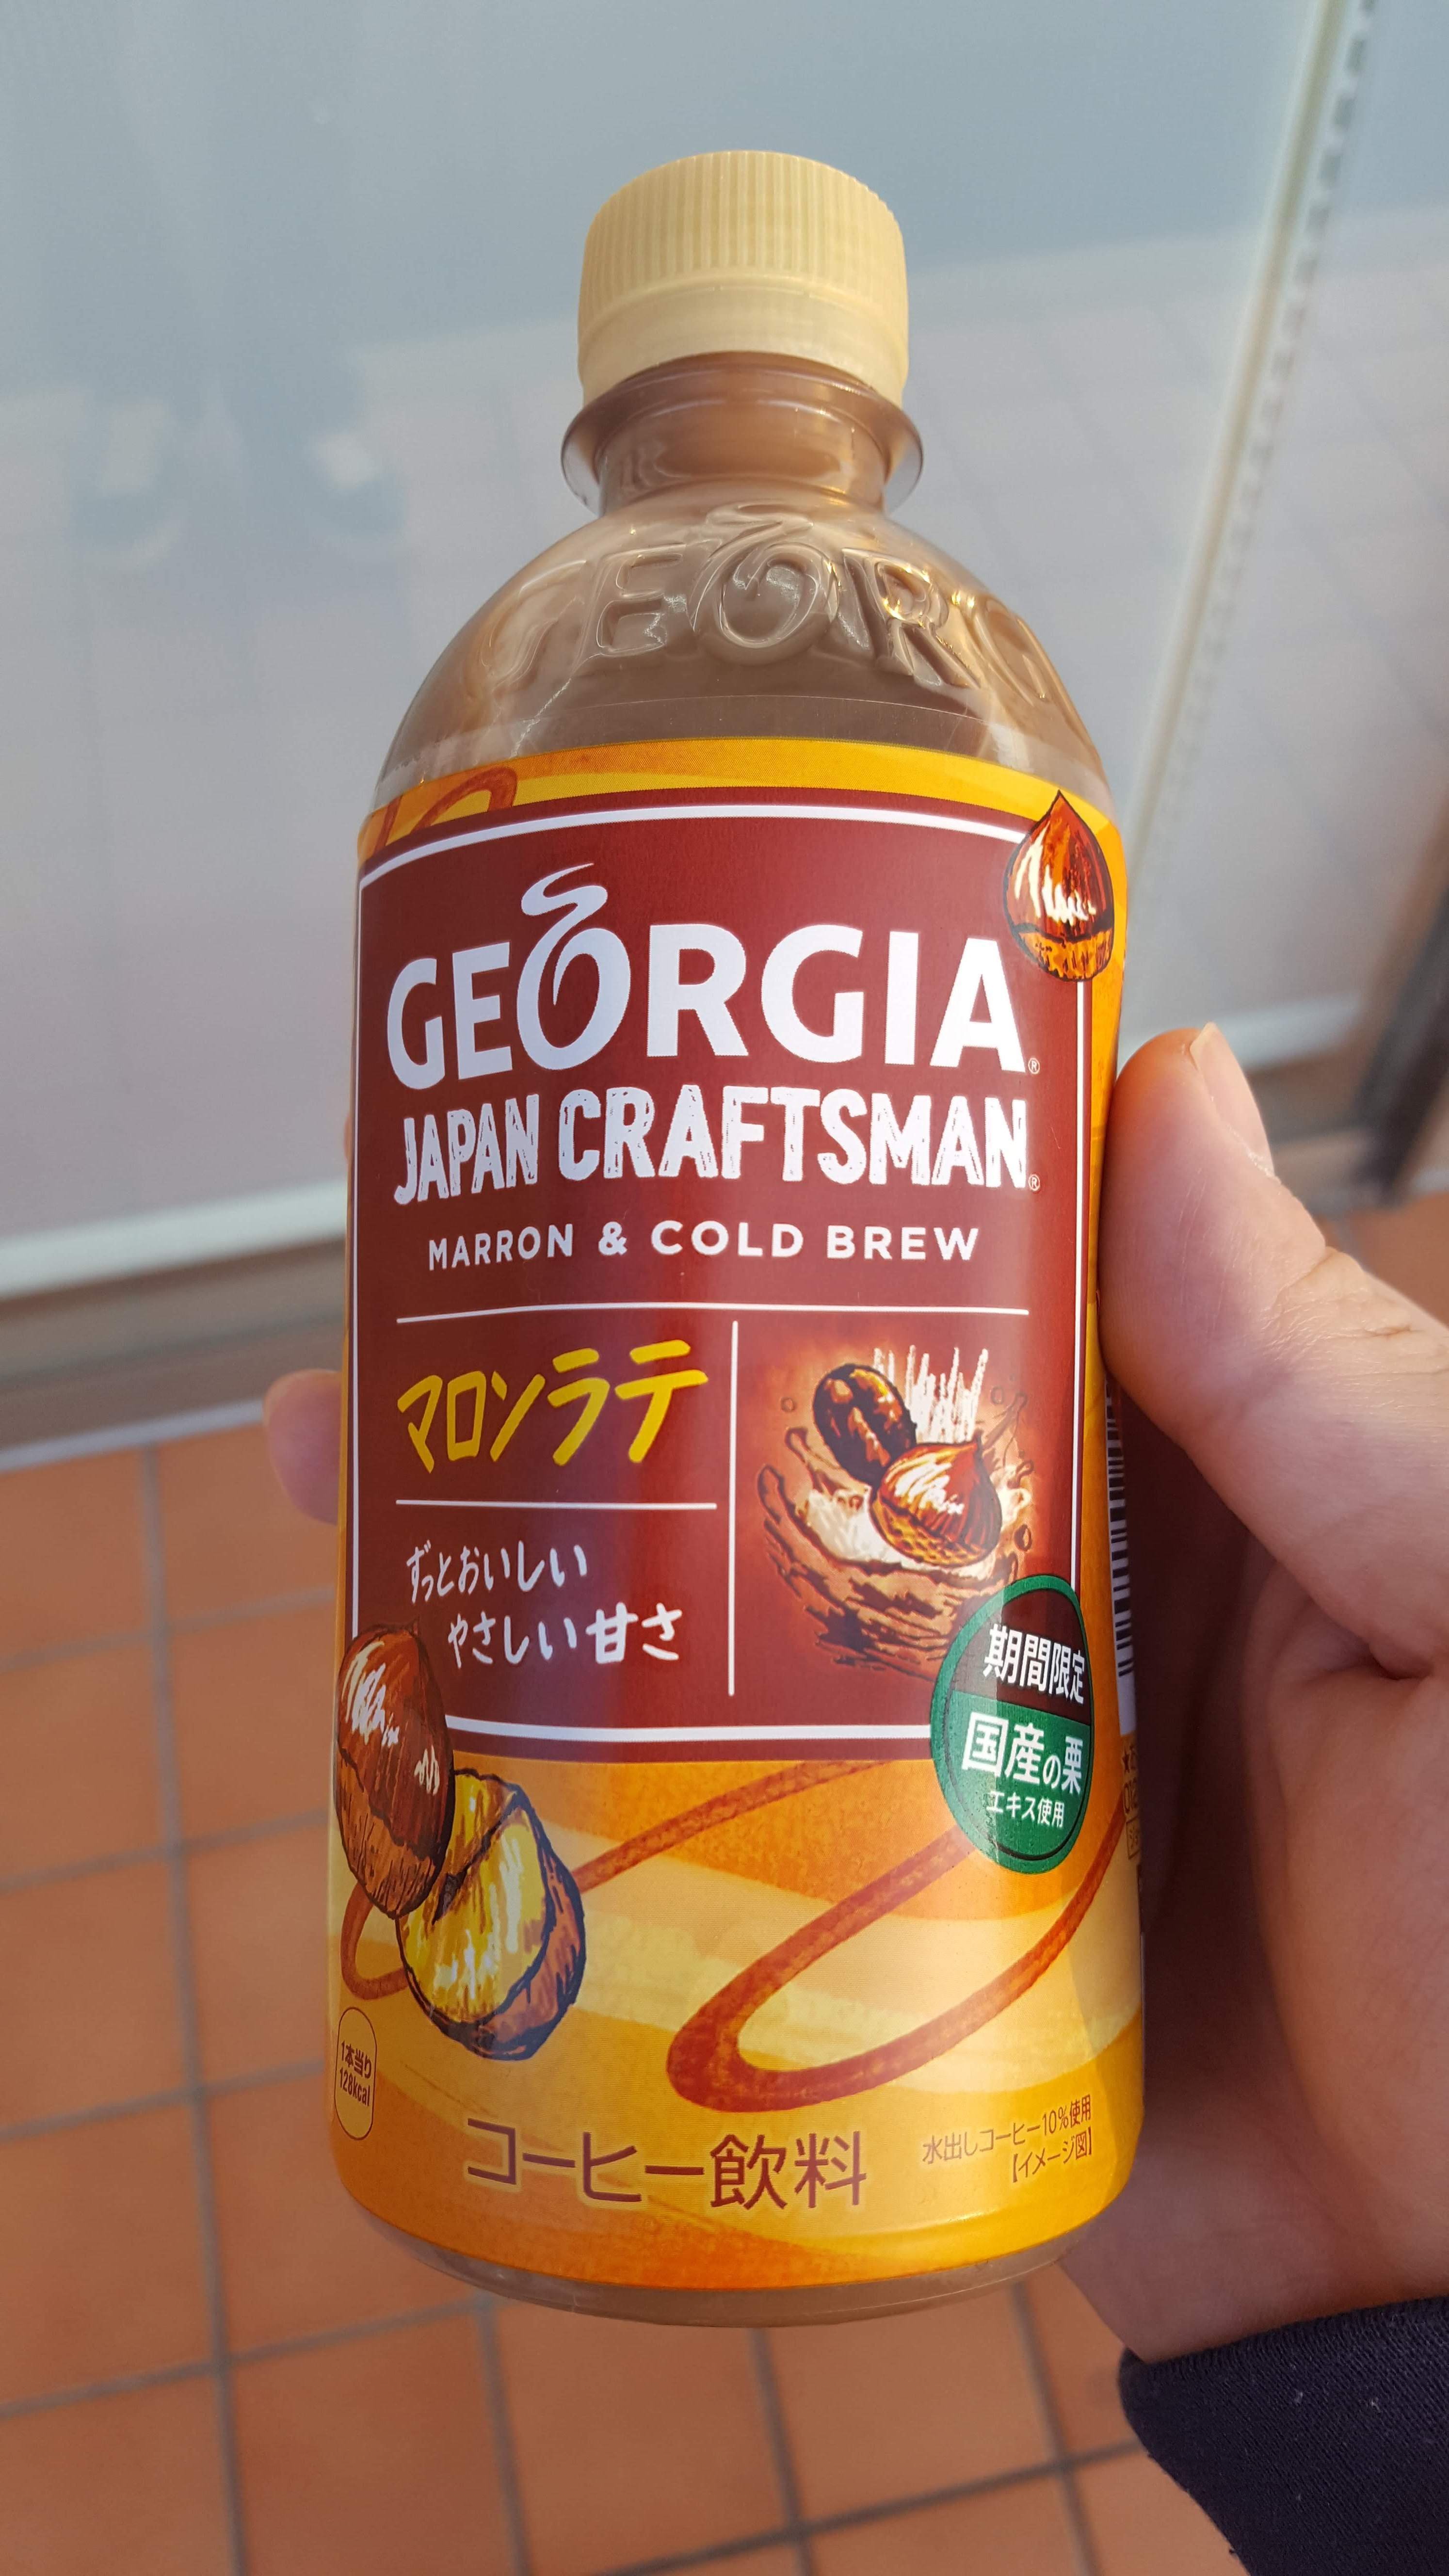 GEORG
GEORGIA®
JAPAN CRAFTSMAN®
MARRON & COLD BREW
マロンラテ
ずっとおいしい
やさしい甘さ
期間限定
国産の栗
エキス使用
1本当り
128kcal
コーヒー飲料
水出しコーヒー10%使用
【イメージ図】